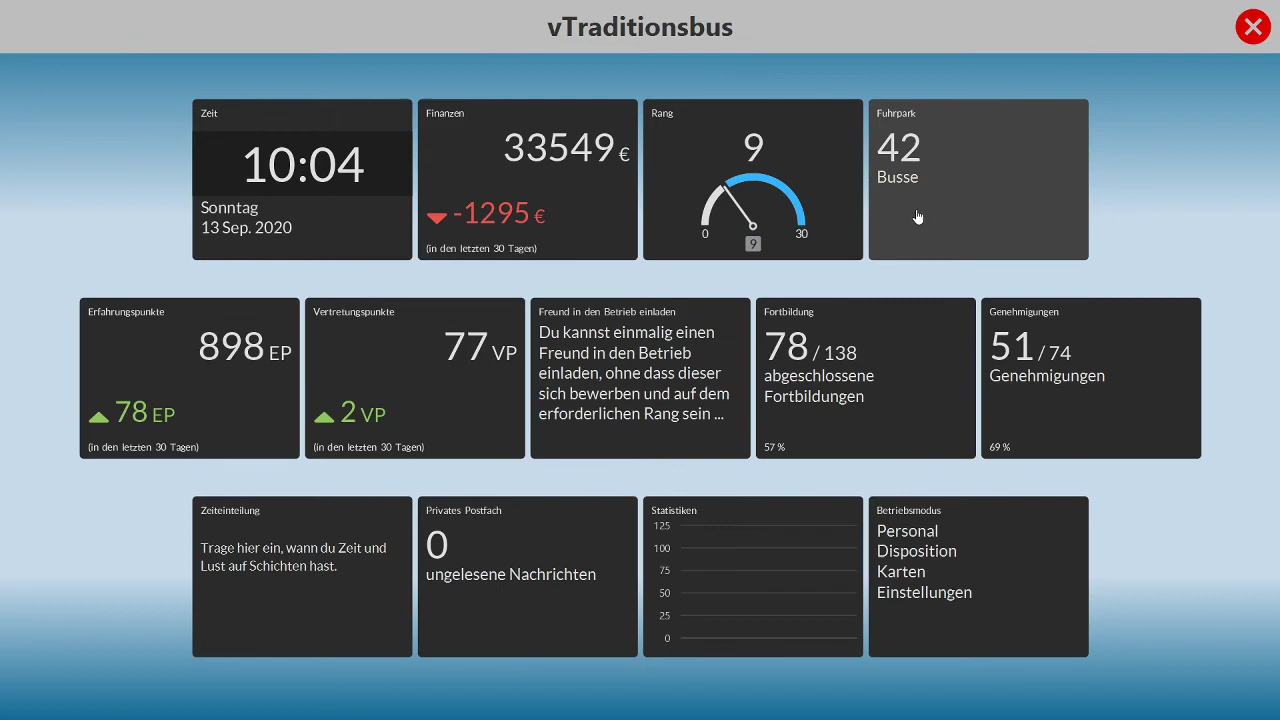 vTraditionsbus
Zeit
10:04
Sonntag
13 Sep. 2020
Finanzen
33549 €
-1295 €
(in den letzten 30 Tagen)
Rang
9
0
30
9
Fuhrpark
42
Busse
Erfahrungspunkte
898 EP
78 EP
(in den letzten 30 Tagen)
Vertretungspunkte
77 VP
2 VP
(in den letzten 30 Tagen)
Freund in den Betrieb einladen
Du kannst einmalig einen
Freund in den Betrieb
einladen, ohne dass dieser
sich bewerben und auf dem
erforderlichen Rang sein ...
Fortbildung
78 / 138
abgeschlossene
Fortbildungen
57 %
Genehmigungen
51 / 74
Genehmigungen
69 %
Zeiteinteilung
Trage hier ein, wann du Zeit und
Lust auf Schichten hast.
Privates Postfach
0
ungelesene Nachrichten
Statistiken
125
100
75
50
25
0
Betriebsmodus
Personal
Disposition
Karten
Einstellungen